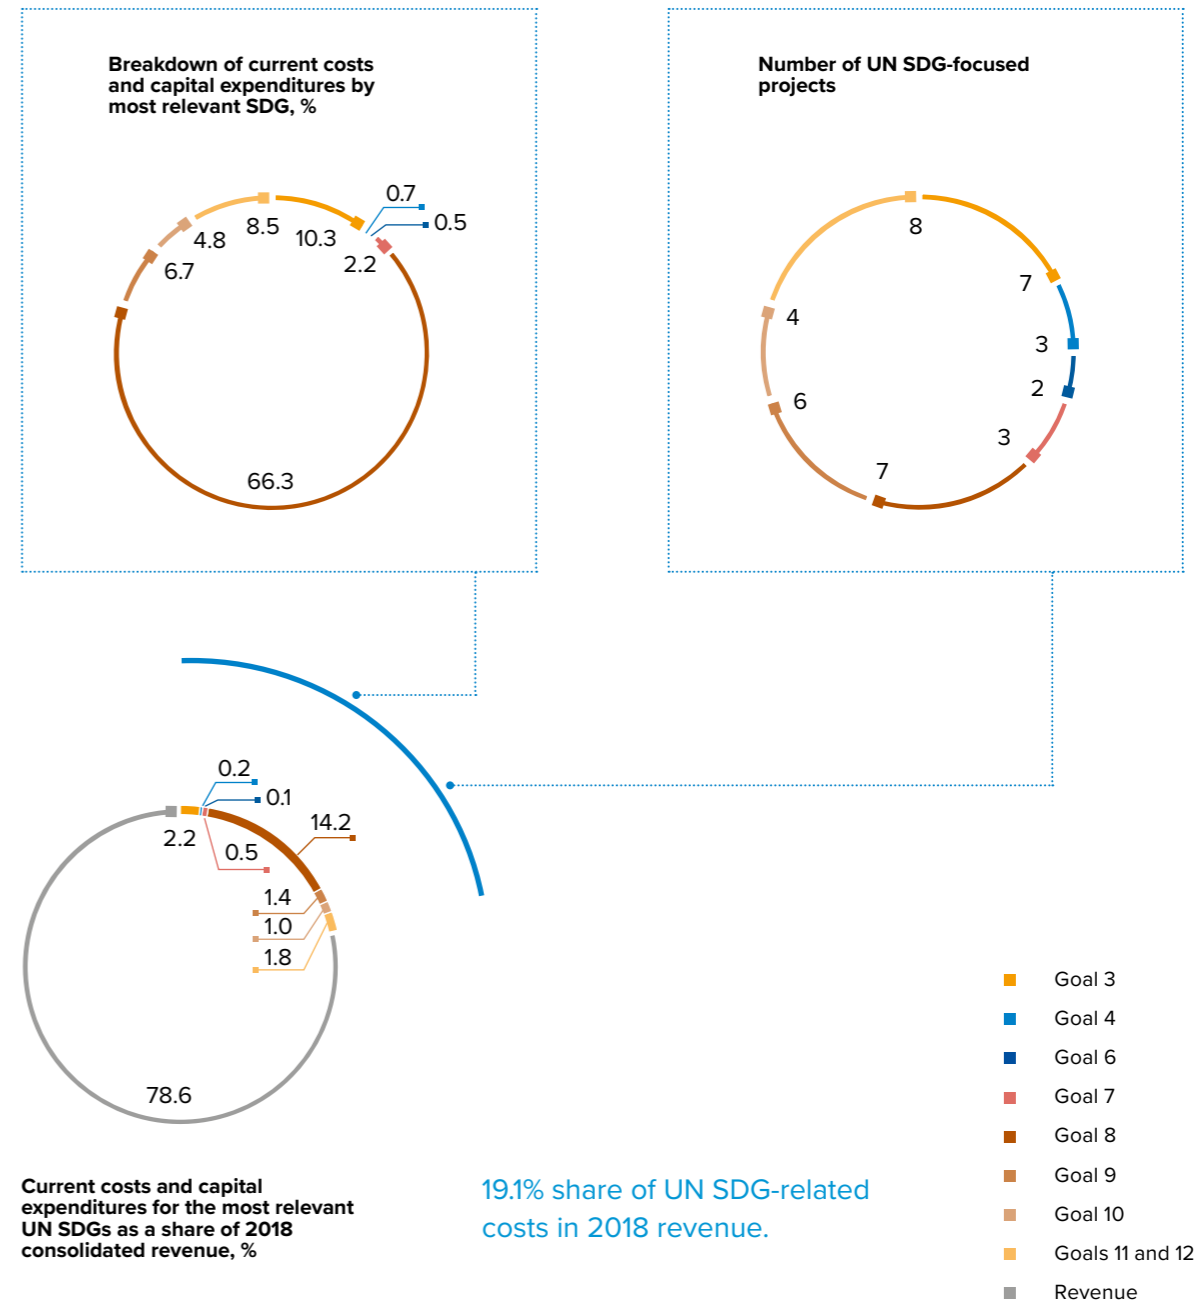 Breakdown of current costs
and capital expenditures by
most relevant SDG, %
0.7
0.5
8.5
10.3
4.8
2.2
6.7
66.3
Number of UN SDG-focused
projects
8
7
3
2
3
7
6
4
0.2
0.1
14.2
2.2
0.5
1.4
1.0
1.8
78.6
Current costs and capital
expenditures for the most relevant
UN SDGs as a share of 2018
consolidated revenue, %
19.1% share of UN SDG-related
costs in 2018 revenue.
Goal 3
Goal 4
Goal 6
Goal 7
Goal 8
Goal 9
Goal 10
Goals 11 and 12
Revenue